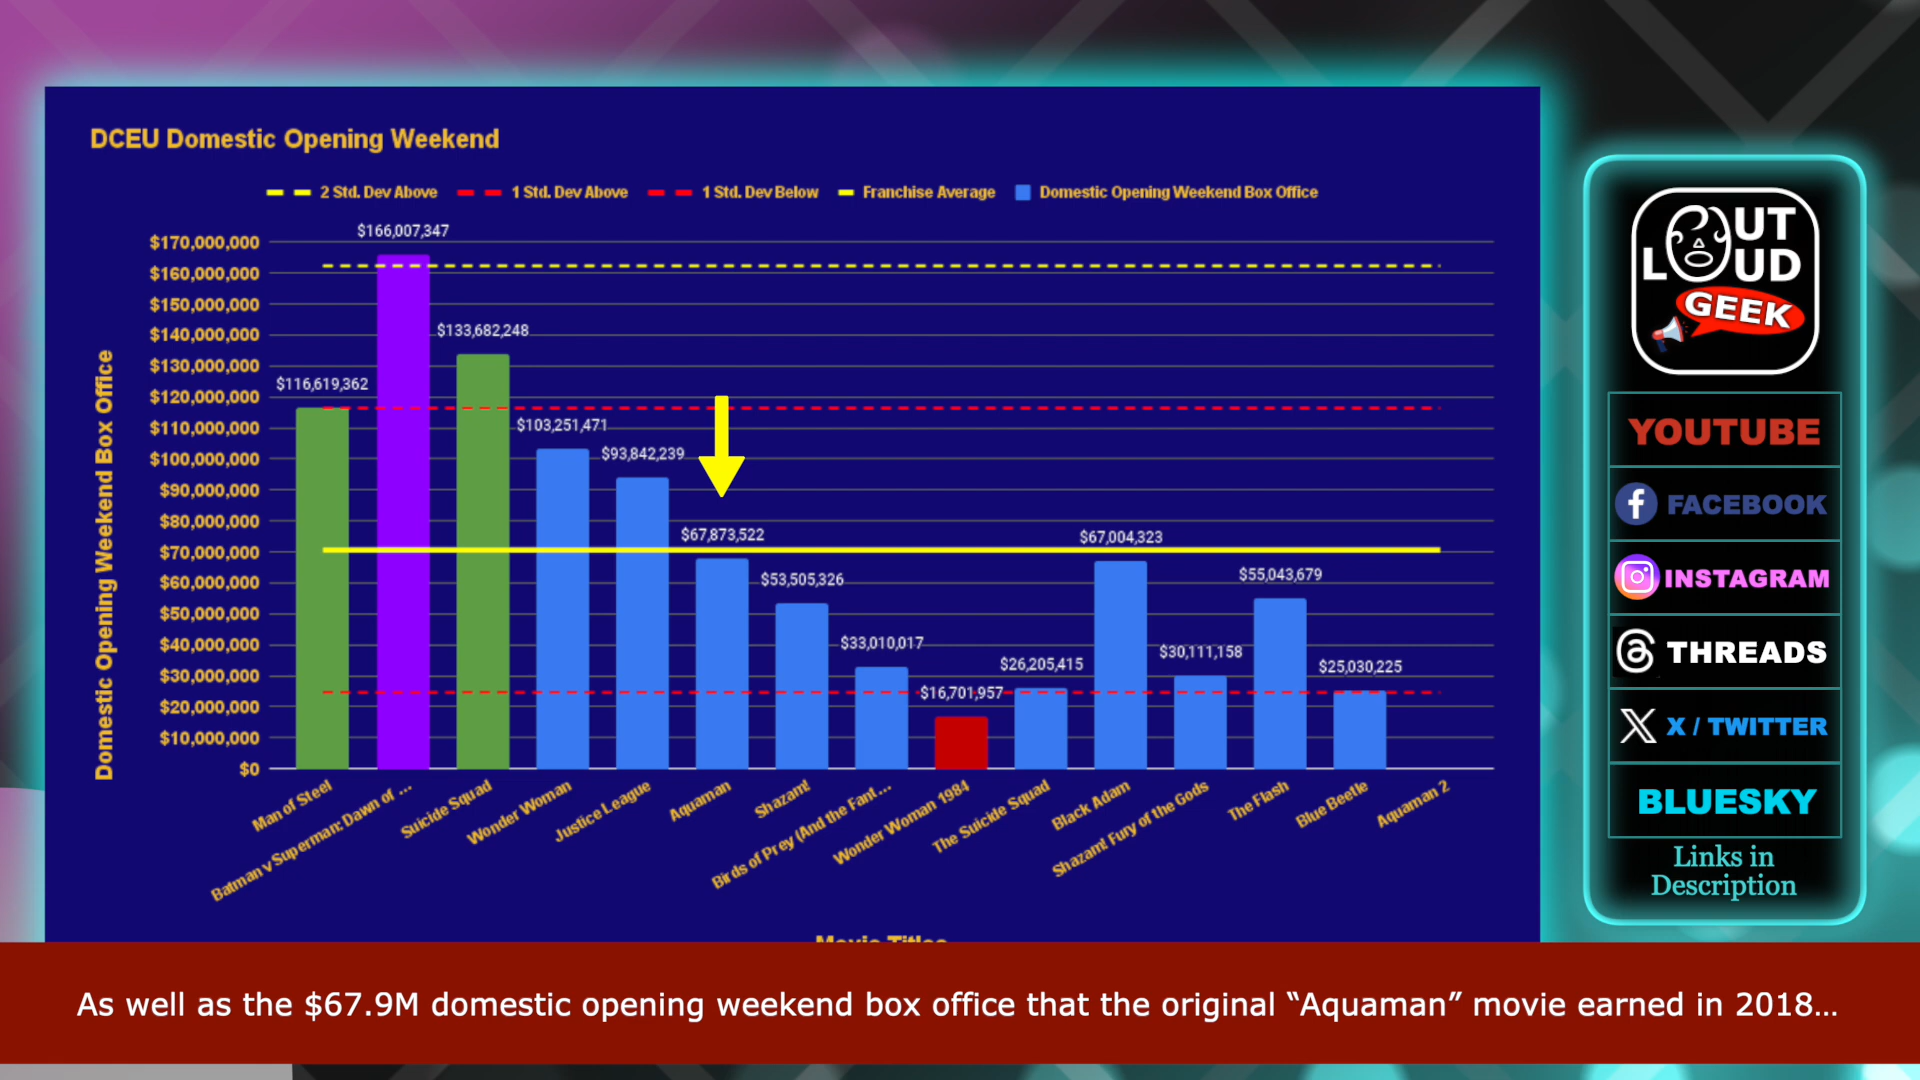 DCEU Domestic Opening Weekend
2 Std. Dev Above 1 Std. Dev Above 1 Std. Dev Below Franchise Average Domestic Opening Weekend Box Office
Domestic Opening Weekend Box Office
$170,000,000
$160,000,000
$150,000,000
$140,000,000
$130,000,000
$120,000,000
$110,000,000
$100,000,000
$90,000,000
$80,000,000
$70,000,000
$60,000,000
$50,000,000
$40,000,000
$30,000,000
$20,000,000
$10,000,000
$0
$116,619,362
$166,007,347
$133,682,248
$103,251,471
$93,842,239
$67,873,522
$53,505,326
$33,010,017
$16,701,957
$26,205,415
$67,004,323
$30,111,158
$55,043,679
$25,030,225
Man of Steel
Batman v Superman: Dawn of ...
Suicide Squad
Wonder Woman
Justice League
Aquaman
Shazam!
Birds of Prey (And the Fant ...
Wonder Woman 1984
The Suicide Squad
Black Adam
Shazam! Fury of the Gods
The Flash
Blue Beetle
Aquaman 2
Movie Titles
OUT
LOUD
GEEK
YOUTUBE
FACEBOOK
INSTAGRAM
THREADS
X / TWITTER
BLUESKY
Links in
Description
As well as the $67.9M domestic opening weekend box office that the original “Aquaman” movie earned in 2018...